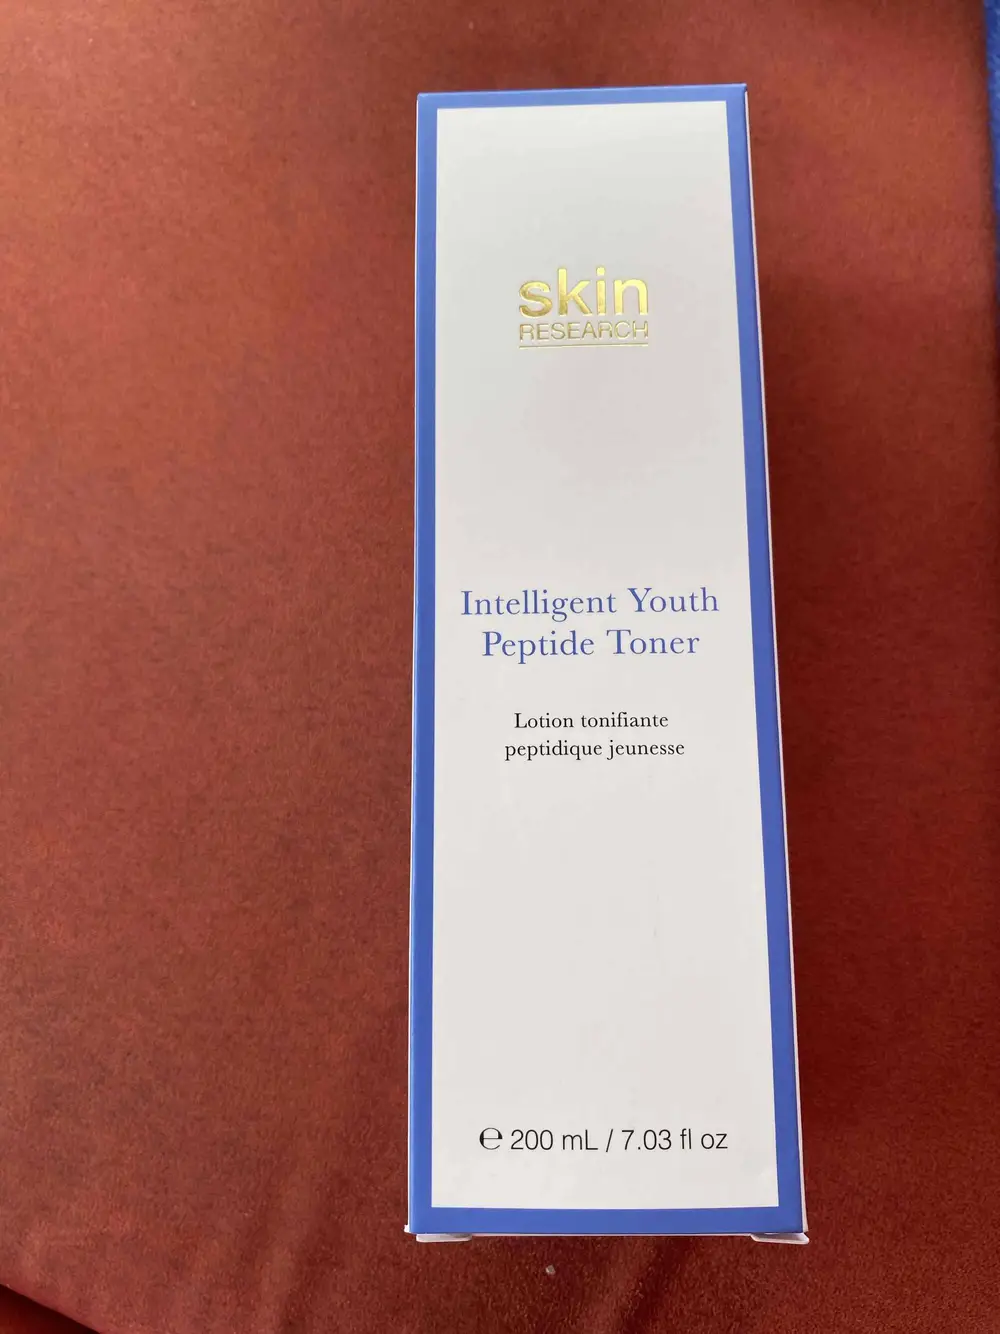 skin
RESEARCH
Intelligent Youth
Peptide Toner
Lotion tonifiante
peptidique jeunesse
℮ 200 mL / 7.03 fl oz